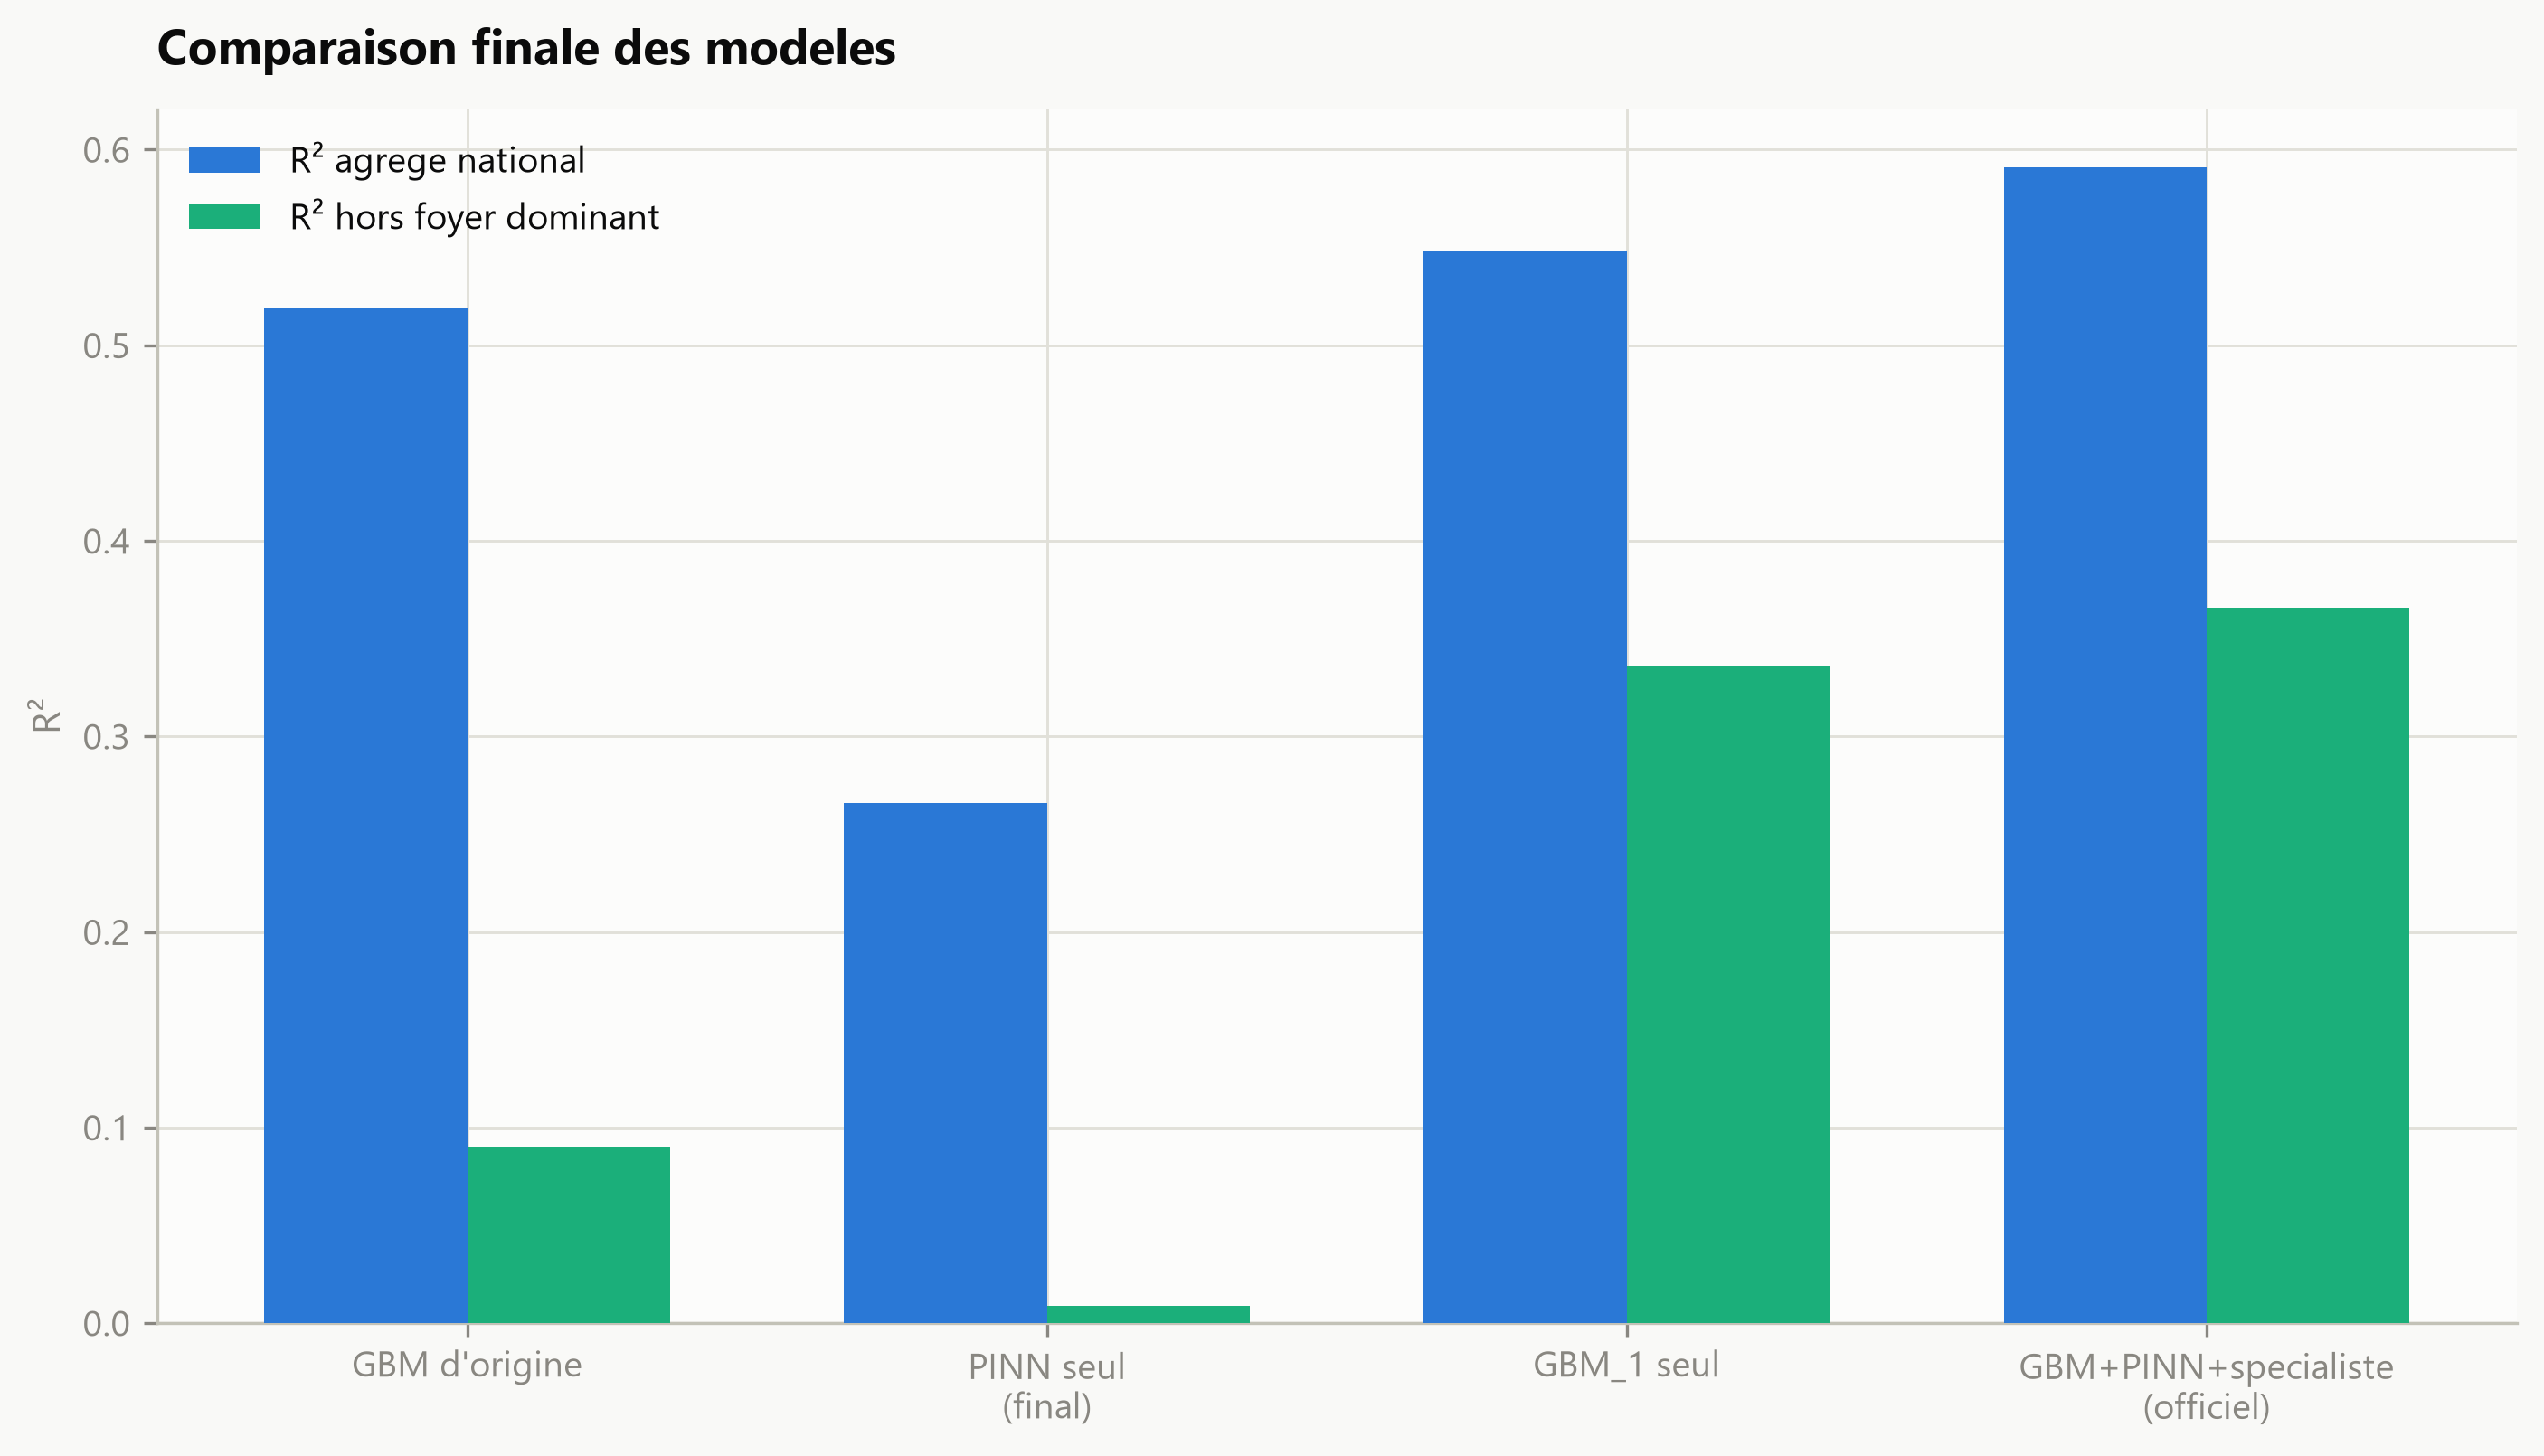 Comparaison finale des modeles
R² agrege national
R² hors foyer dominant
R²
0.6
0.5
0.4
0.3
0.2
0.1
0.0
GBM d'origine
PINN seul
(final)
GBM_1 seul
GBM+PINN+specialiste
(officiel)